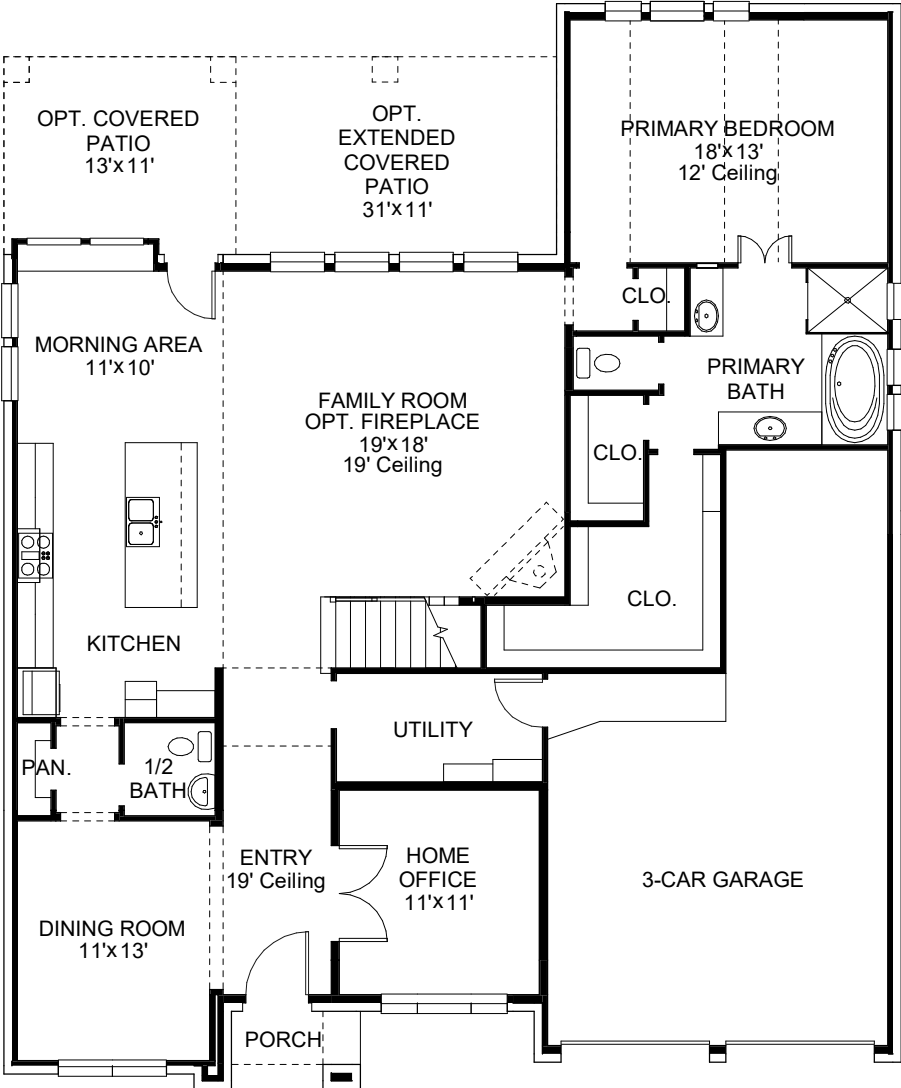 OPT. COVERED
PATIO
13'x11'
OPT.
EXTENDED
COVERED
PATIO
31'x11'
PRIMARY BEDROOM
18'x13'
12' Ceiling
CLO.
MORNING AREA
11'x10'
FAMILY ROOM
OPT. FIREPLACE
19'x18'
19' Ceiling
PRIMARY
BATH
CLO.
CLO.
KITCHEN
UTILITY
PAN.
1/2
BATH
ENTRY
19' Ceiling
HOME
OFFICE
11'x11'
3-CAR GARAGE
DINING ROOM
11'x13'
PORCH